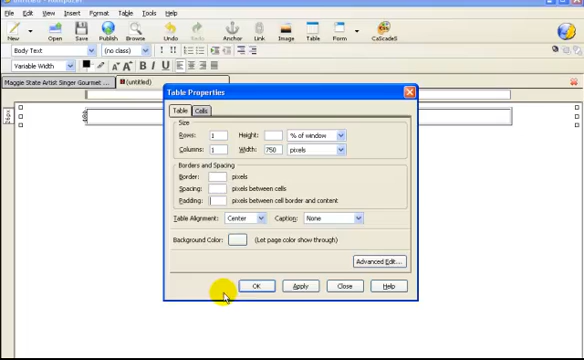 File Edit View Insert Format Table Tools Help
New Open Save Publish Browse Undo Redo Anchor Link Image Table Form CaScadeS
Body Text (no class)
Variable Width
Maggie State Artist Singer Gourmet ... (untitled)
Table Properties
Table Cells
Size
Rows: 1 Height: % of window
Columns: 1 Width: 750 pixels
Borders and Spacing
Border: pixels
Spacing: pixels between cells
Padding: pixels between cell border and content
Table Alignment: Center Caption: None
Background Color: (Let page color show through)
Advanced Edit...
OK Apply Close Help